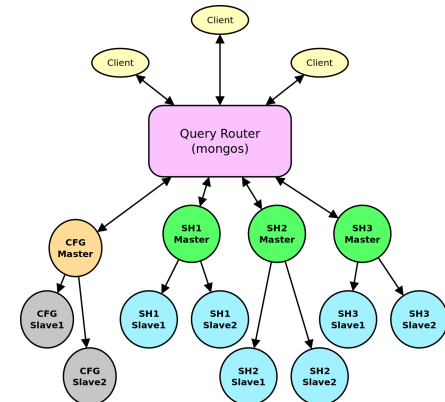 Client
Client
Client
Query Router
(mongos)
CFG
Master
SH1
Master
SH2
Master
SH3
Master
CFG
Slave1
SH1
Slave1
SH1
Slave2
SH3
Slave1
SH3
Slave2
CFG
Slave2
SH2
Slave1
SH2
Slave2